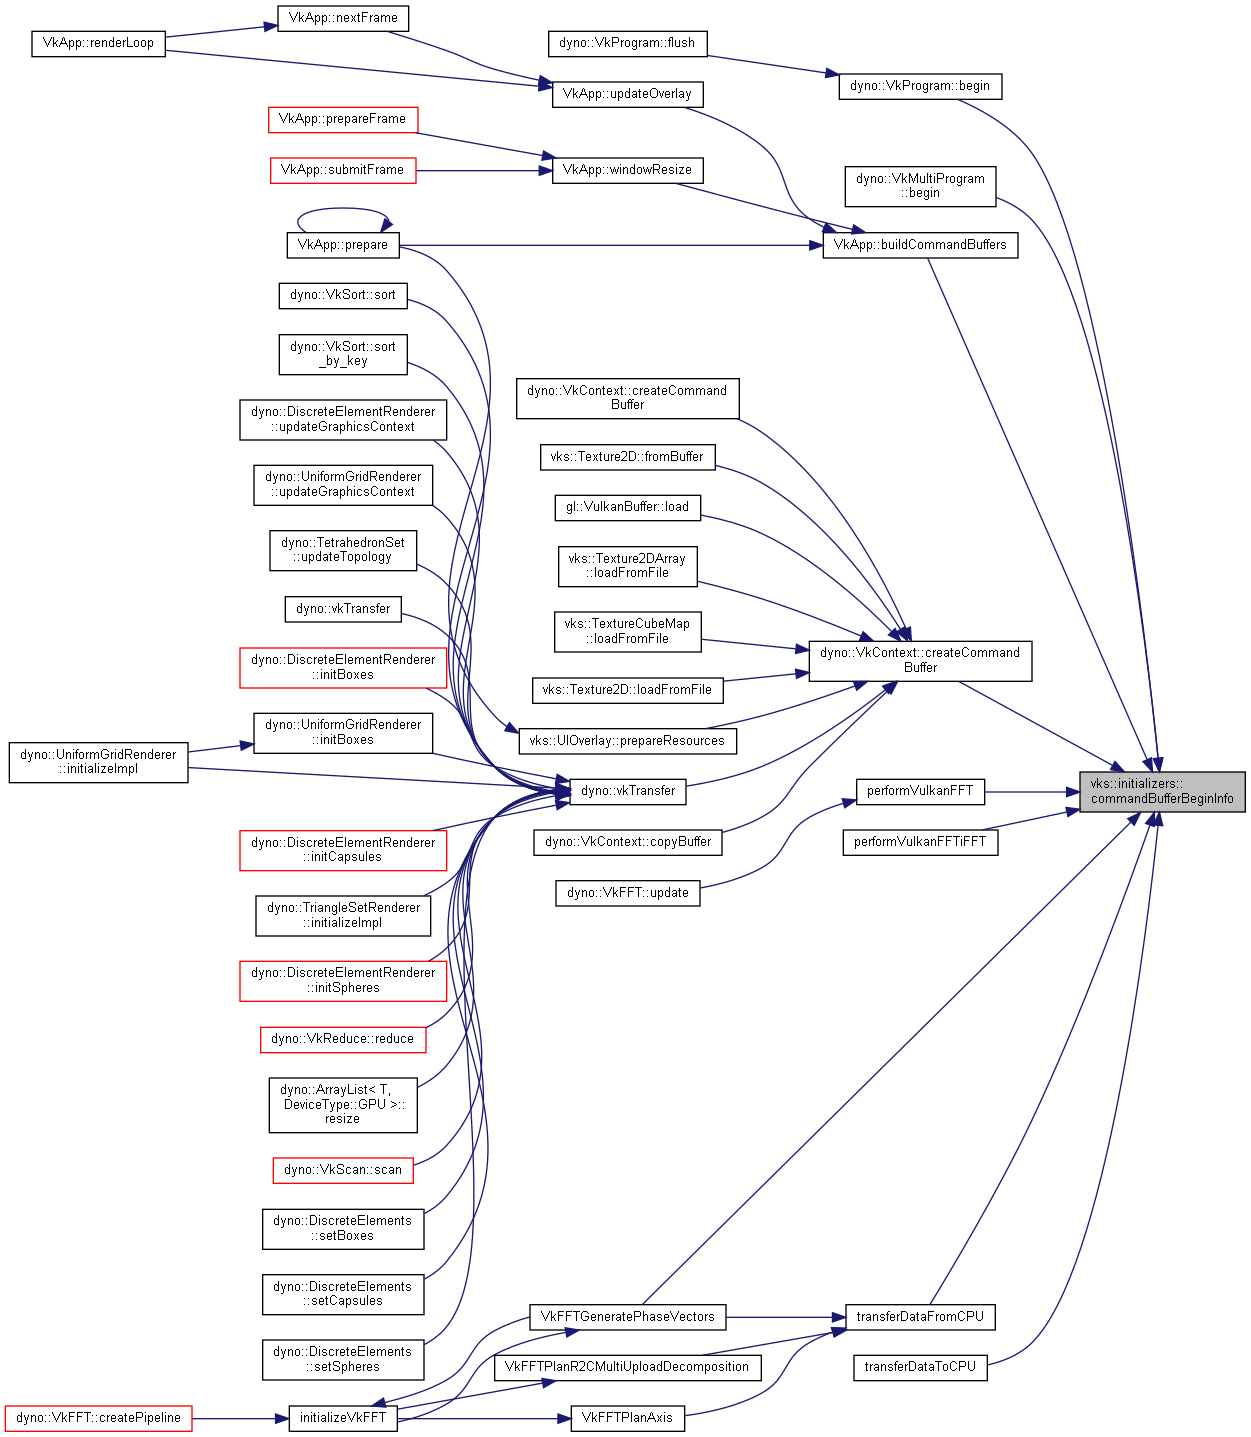 VkApp::nextFrame
VkApp::renderLoop
dyno::VkProgram::flush
dyno::VkProgram::begin
VkApp::updateOverlay
VkApp::prepareFrame
VkApp::submitFrame
VkApp::windowResize
dyno::VkMultiProgram
::begin
VkApp::prepare
VkApp::buildCommandBuffers
dyno::VkSort::sort
dyno::VkSort::sort
_by_key
dyno::DiscreteElementRenderer
::updateGraphicsContext
dyno::UniformGridRenderer
::updateGraphicsContext
dyno::TetrahedronSet
::updateTopology
dyno::vkTransfer
dyno::DiscreteElementRenderer
::initBoxes
dyno::UniformGridRenderer
::initBoxes
dyno::UniformGridRenderer
::initializeImpl
dyno::VkContext::createCommand
Buffer
vks::Texture2D::fromBuffer
gl::VulkanBuffer::load
vks::Texture2DArray
::loadFromFile
vks::TextureCubeMap
::loadFromFile
vks::Texture2D::loadFromFile
vks::UIOverlay::prepareResources
dyno::VkContext::createCommand
Buffer
dyno::vkTransfer
dyno::VkContext::copyBuffer
dyno::VkFFT::update
performVulkanFFT
performVulkanFFTiFFT
vks::initializers::
commandBufferBeginInfo
dyno::DiscreteElementRenderer
::initCapsules
dyno::TriangleSetRenderer
::initializeImpl
dyno::DiscreteElementRenderer
::initSpheres
dyno::VkReduce::reduce
dyno::ArrayList< T,
DeviceType::GPU >::
resize
dyno::VkScan::scan
dyno::DiscreteElements
::setBoxes
dyno::DiscreteElements
::setCapsules
dyno::DiscreteElements
::setSpheres
VkFFTGeneratePhaseVectors
transferDataFromCPU
VkFFTPlanR2CMultiUploadDecomposition
transferDataToCPU
dyno::VkFFT::createPipeline
initializeVkFFT
VkFFTPlanAxis